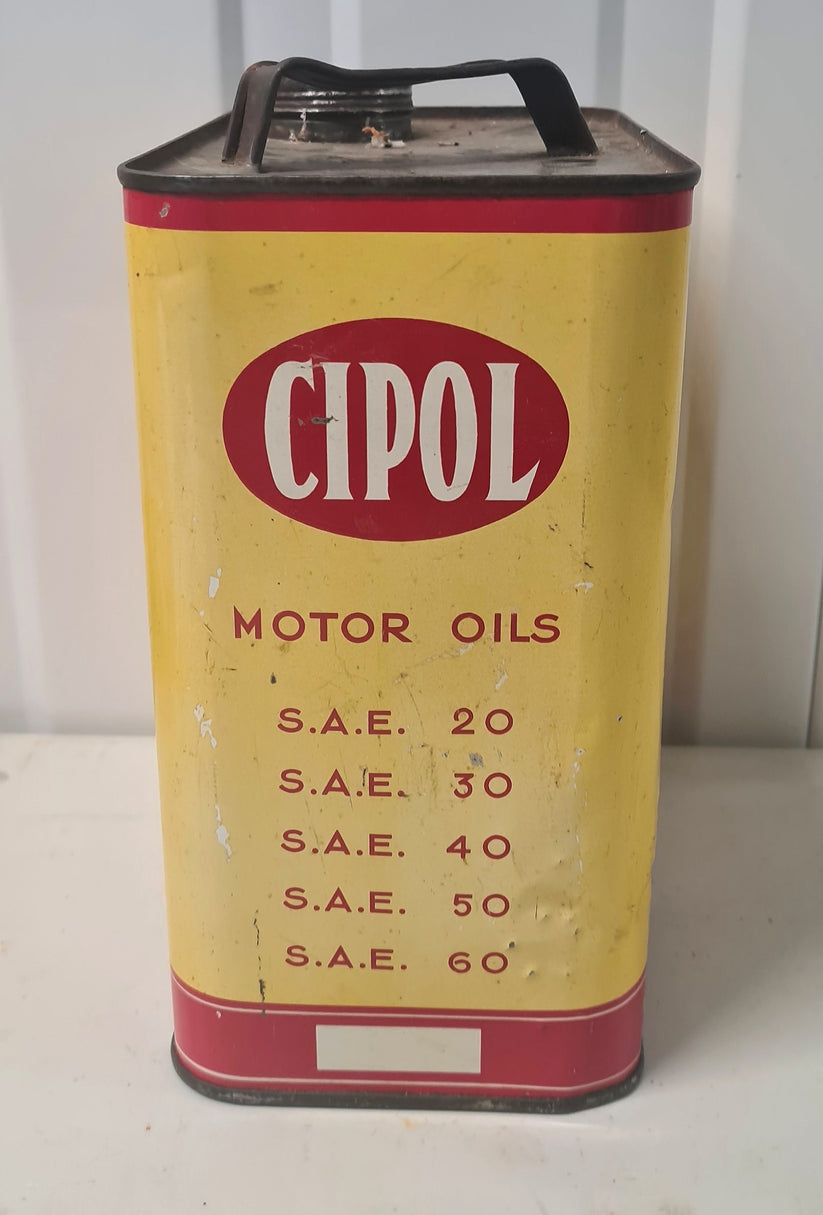 CIPOL
MOTOR OILS
S.A.E. 20
S.A.E. 30
S.A.E. 40
S.A.E. 50
S.A.E. 60